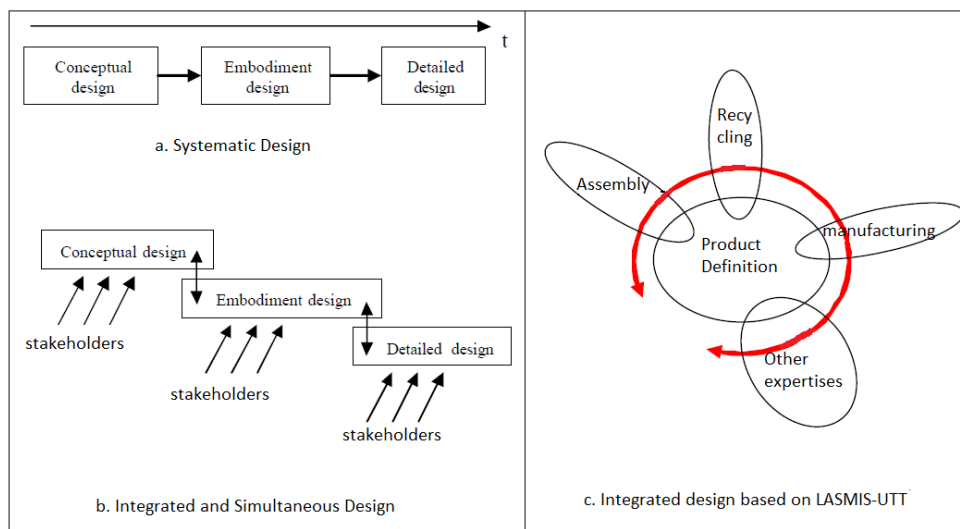 t
Conceptual
design
Embodiment
design
Detailed
design
a. Systematic Design
Conceptual design
stakeholders
Embodiment design
stakeholders
Detailed design
stakeholders
b. Integrated and Simultaneous Design
Recy
cling
Assembly
manufacturing
Product
Definition
Other
expertises
c. Integrated design based on LASMIS-UTT